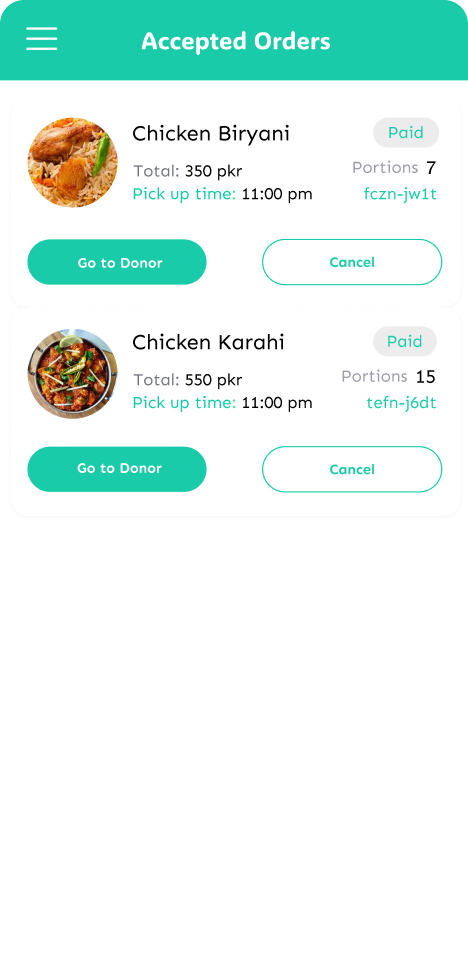 Accepted Orders
Chicken Biryani
Paid
Total: 350 pkr
Portions 7
Pick up time: 11:00 pm
fczn-jw1t
Go to Donor
Cancel
Chicken Karahi
Paid
Total: 550 pkr
Portions 15
Pick up time: 11:00 pm
tefn-j6dt
Go to Donor
Cancel